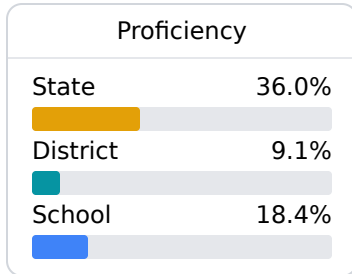 Proficiency
State 36.0%
District 9.1%
School 18.4%